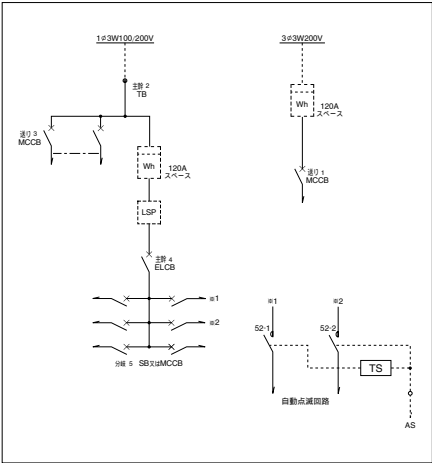 1φ3W100/200V
3φ3W200V
主幹 2
TB
送り 3
MCCB
Wh
120A
スペース
Wh
120A
スペース
送り 1
MCCB
LSP
主幹 4
ELCB
※1
※2
分岐 5 SB又はMCCB
※1
※2
52-1
52-2
TS
自動点滅回路
AS